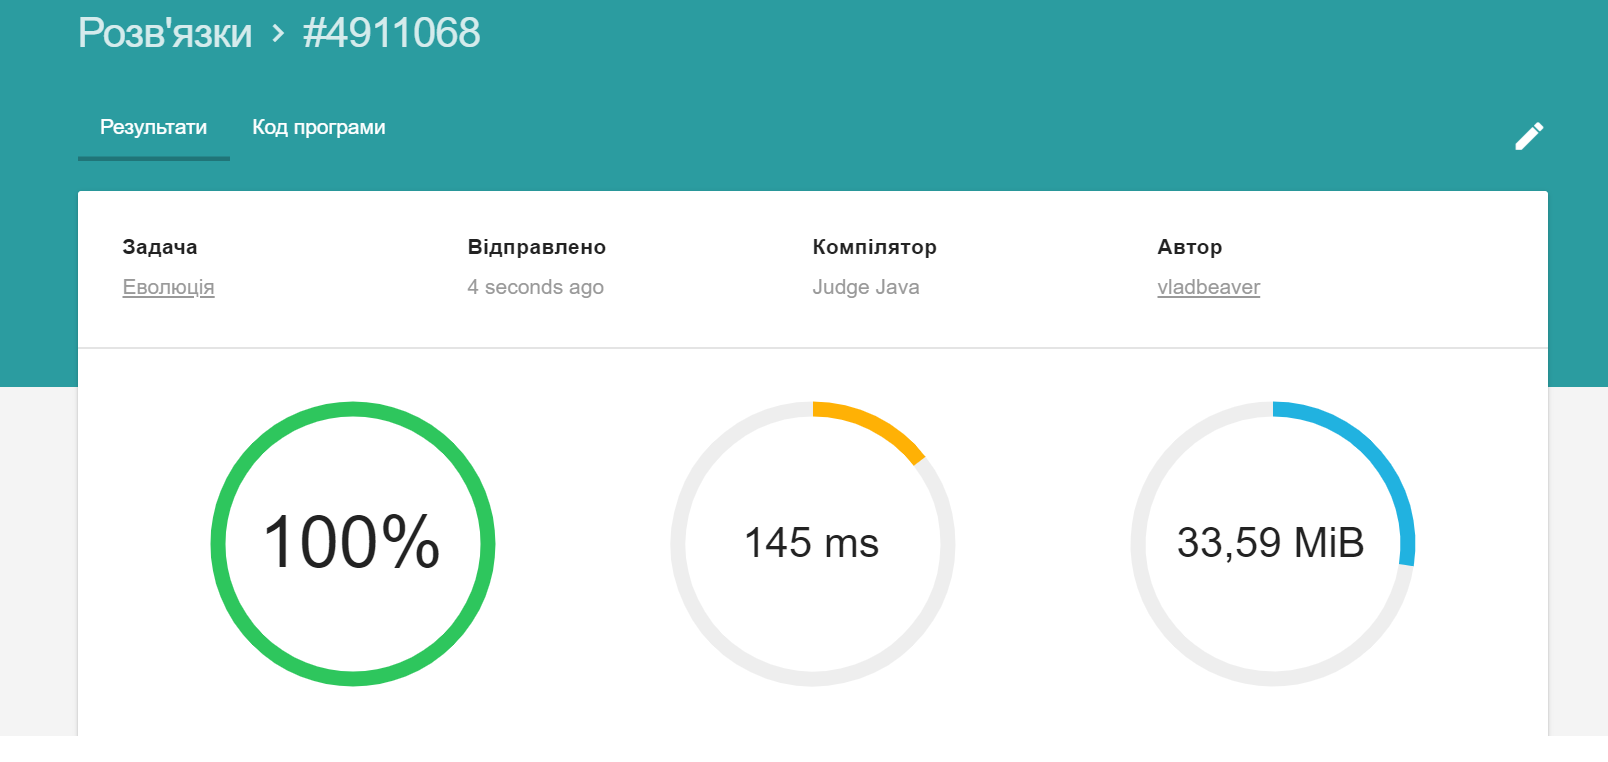 Розв'язки > #4911068
Результати Код програми
Задача Відправлено Компілятор Автор
Еволюція 4 seconds ago Judge Java vladbeaver
100% 145 ms 33,59 MiB